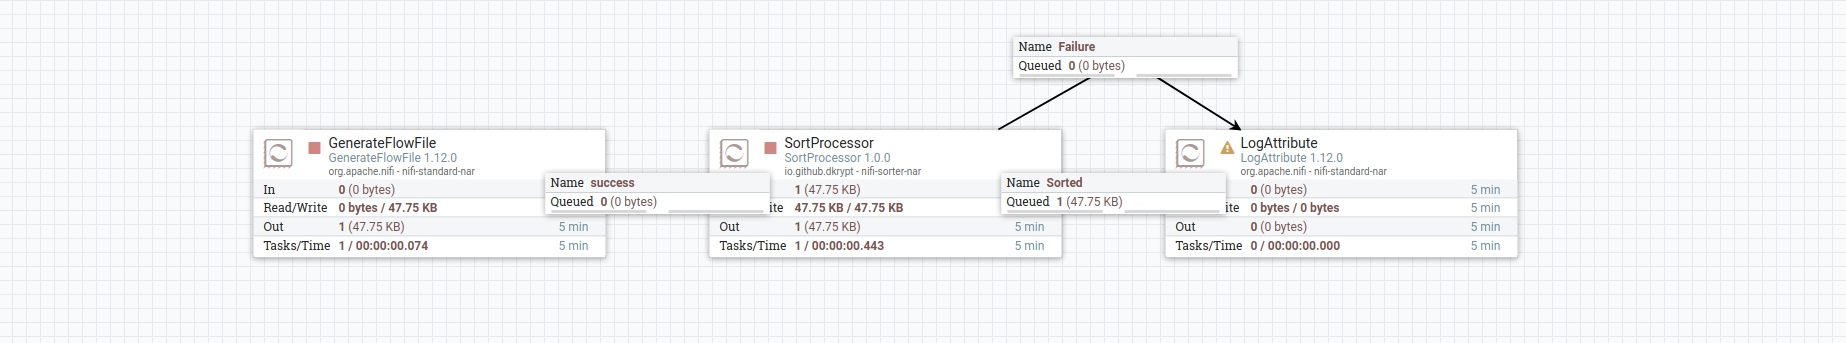 Name Failure
Queued 0 (0 bytes)
GenerateFlowFile
GenerateFlowFile 1.12.0
org.apache.nifi - nifi-standard-nar
In 0 (0 bytes)
Read/Write 0 bytes / 47.75 KB
Out 1 (47.75 KB) 5 min
Tasks/Time 1 / 00:00:00.074 5 min
Name success
Queued 0 (0 bytes)
SortProcessor
SortProcessor 1.0.0
io.github.dkrypt - nifi-sorter-nar
1 (47.75 KB)
ite 47.75 KB / 47.75 KB
Out 1 (47.75 KB) 5 min
Tasks/Time 1 / 00:00:00.443 5 min
Name Sorted
Queued 1 (47.75 KB)
LogAttribute
LogAttribute 1.12.0
org.apache.nifi - nifi-standard-nar
0 (0 bytes) 5 min
ite 0 bytes / 0 bytes 5 min
Out 0 (0 bytes) 5 min
Tasks/Time 0 / 00:00:00.000 5 min